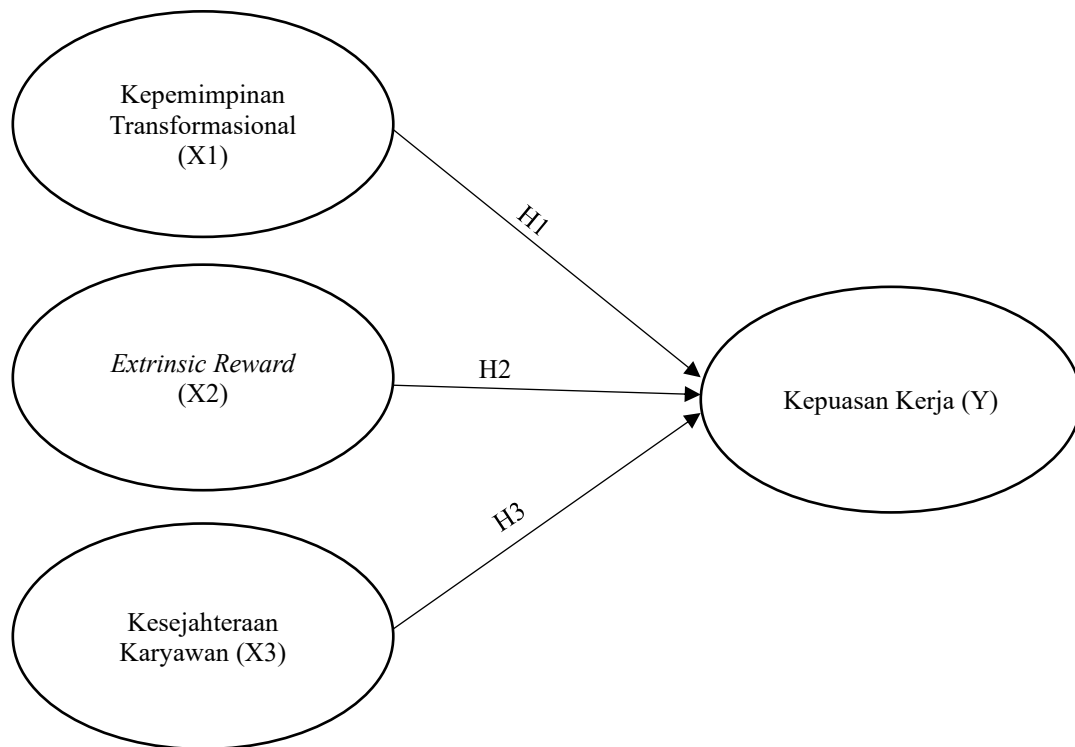 Kepemimpinan
Transformasional
(X1)
H1
Extrinsic Reward
(X2)
H2
Kepuasan Kerja (Y)
H3
Kesejahteraan
Karyawan (X3)